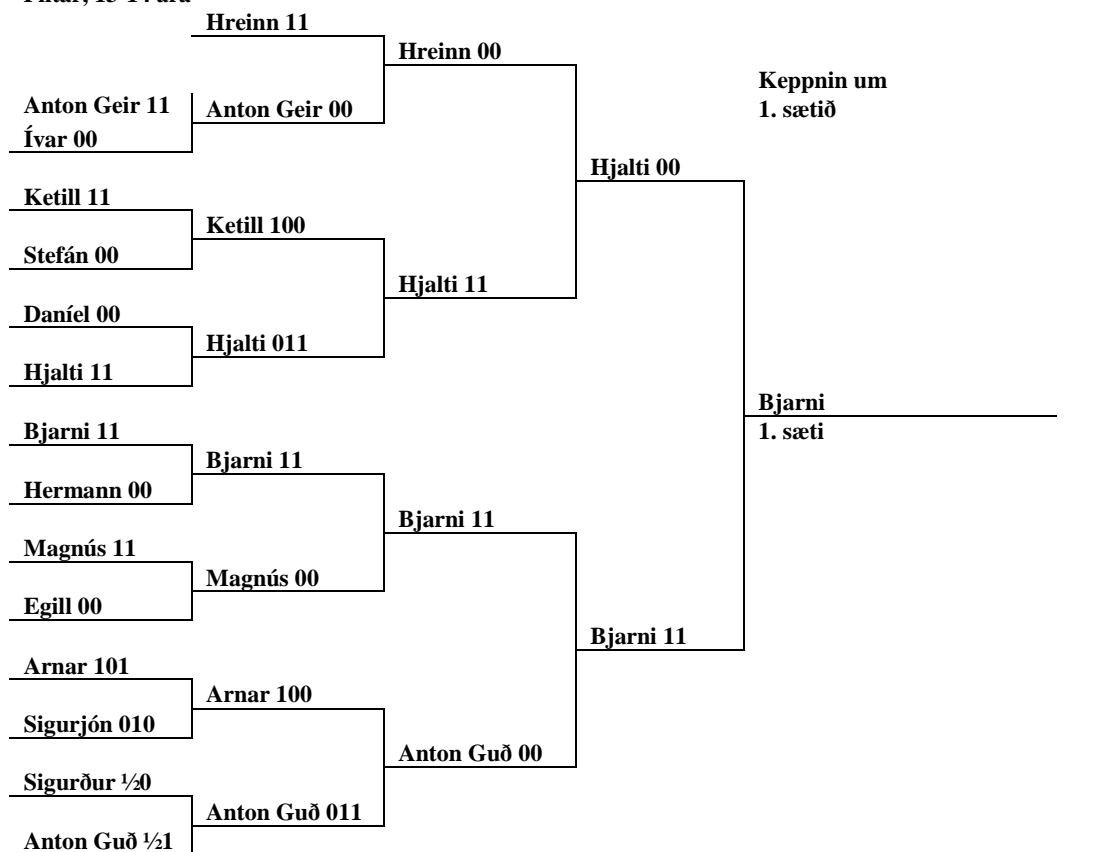 Hreinn 11
Hreinn 00
Keppnin um
1. sætið
Anton Geir 11
Anton Geir 00
Ívar 00
Hjalti 00
Ketill 11
Ketill 100
Stefán 00
Hjalti 11
Daníel 00
Hjalti 011
Hjalti 11
Bjarni
1. sæti
Bjarni 11
Bjarni 11
Hermann 00
Bjarni 11
Magnús 11
Magnús 00
Egill 00
Bjarni 11
Arnar 101
Arnar 100
Sigurjón 010
Anton Guð 00
Sigurður ½0
Anton Guð 011
Anton Guð ½1